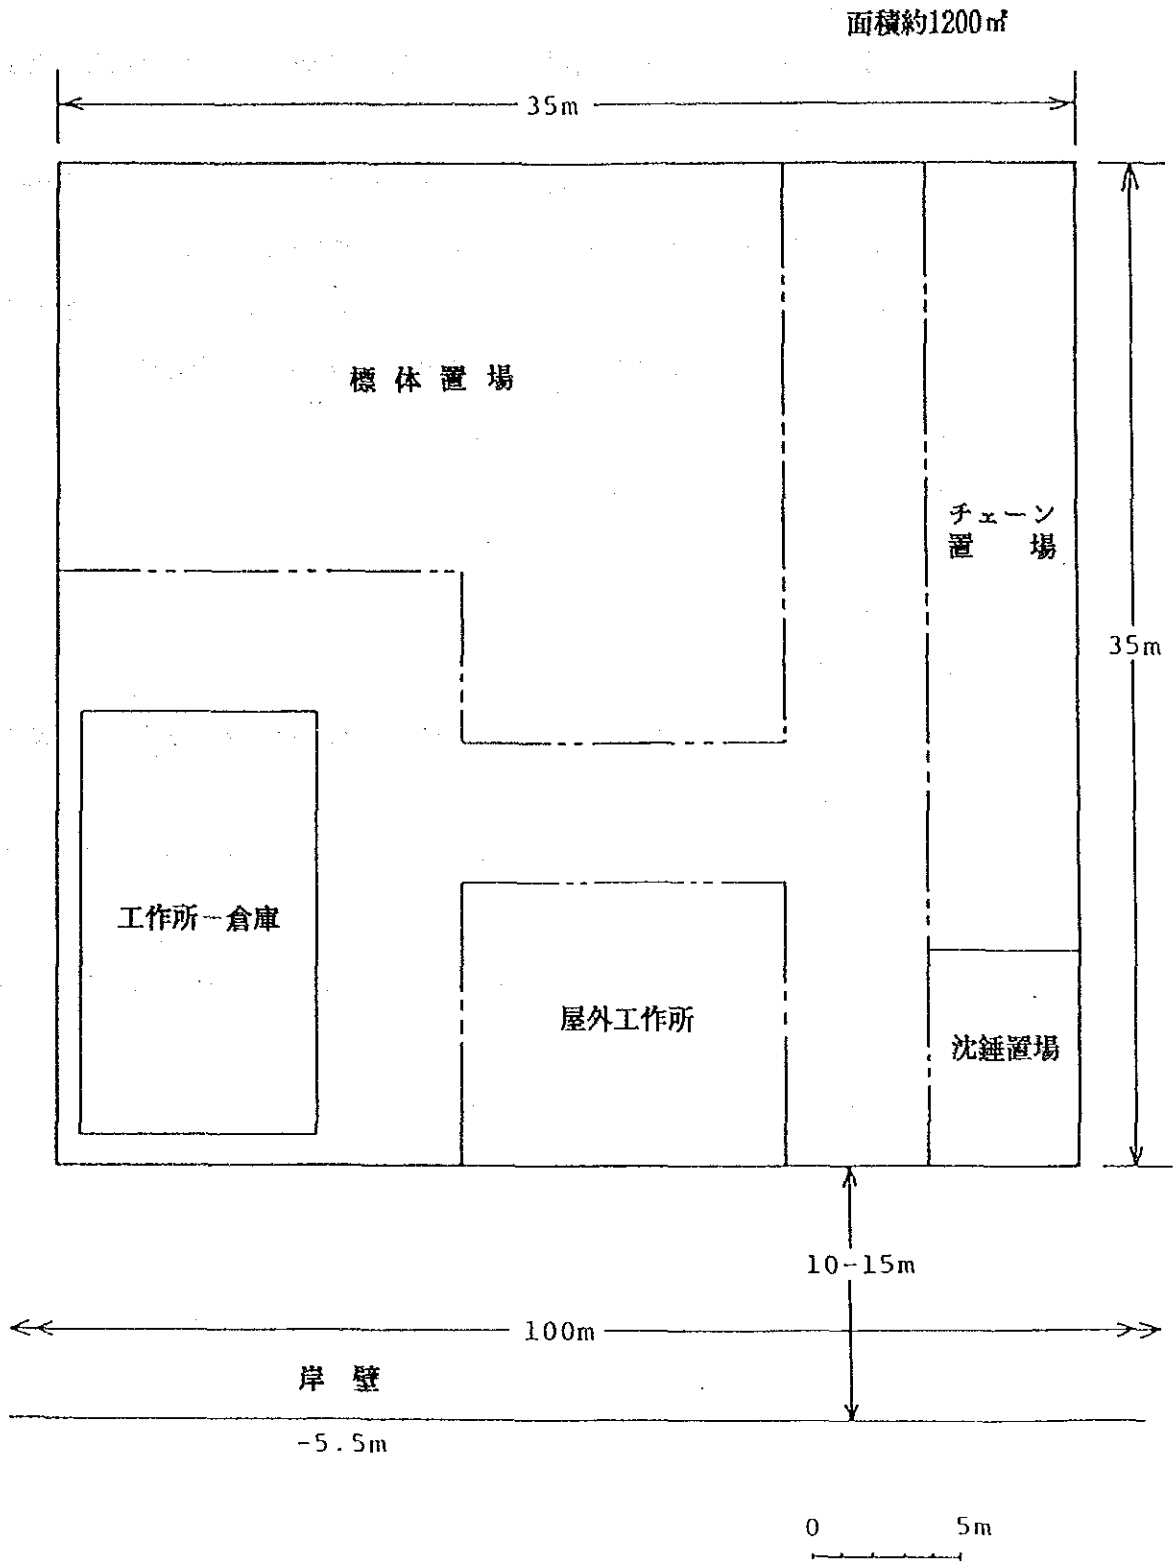 面積約1200㎡
35m
標体置場
チェーン
置場
35m
工作所－倉庫
屋外工作所
沈錘置場
10-15m
100m
岸壁
-5.5m
0 5m